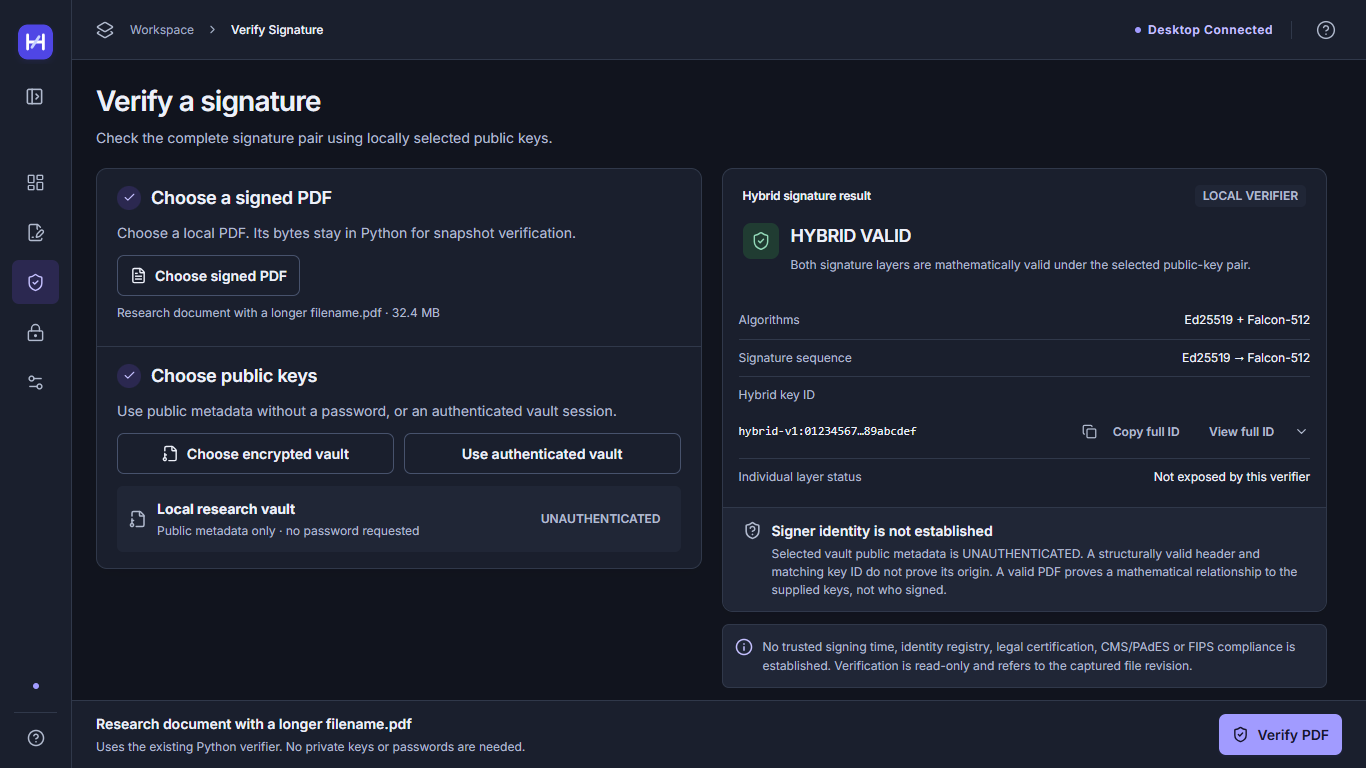 Workspace > Verify Signature
Desktop Connected
Verify a signature
Check the complete signature pair using locally selected public keys.
Choose a signed PDF
Choose a local PDF. Its bytes stay in Python for snapshot verification.
Choose signed PDF
Research document with a longer filename.pdf · 32.4 MB
Choose public keys
Use public metadata without a password, or an authenticated vault session.
Choose encrypted vault
Use authenticated vault
Local research vault
Public metadata only · no password requested
UNAUTHENTICATED
Hybrid signature result
LOCAL VERIFIER
HYBRID VALID
Both signature layers are mathematically valid under the selected public-key pair.
Algorithms
Ed25519 + Falcon-512
Signature sequence
Ed25519 → Falcon-512
Hybrid key ID
hybrid-v1:01234567…89abcdef
Copy full ID
View full ID
Individual layer status
Not exposed by this verifier
Signer identity is not established
Selected vault public metadata is UNAUTHENTICATED. A structurally valid header and
matching key ID do not prove its origin. A valid PDF proves a mathematical relationship to the
supplied keys, not who signed.
No trusted signing time, identity registry, legal certification, CMS/PAdES or FIPS compliance is
established. Verification is read-only and refers to the captured file revision.
Research document with a longer filename.pdf
Uses the existing Python verifier. No private keys or passwords are needed.
Verify PDF